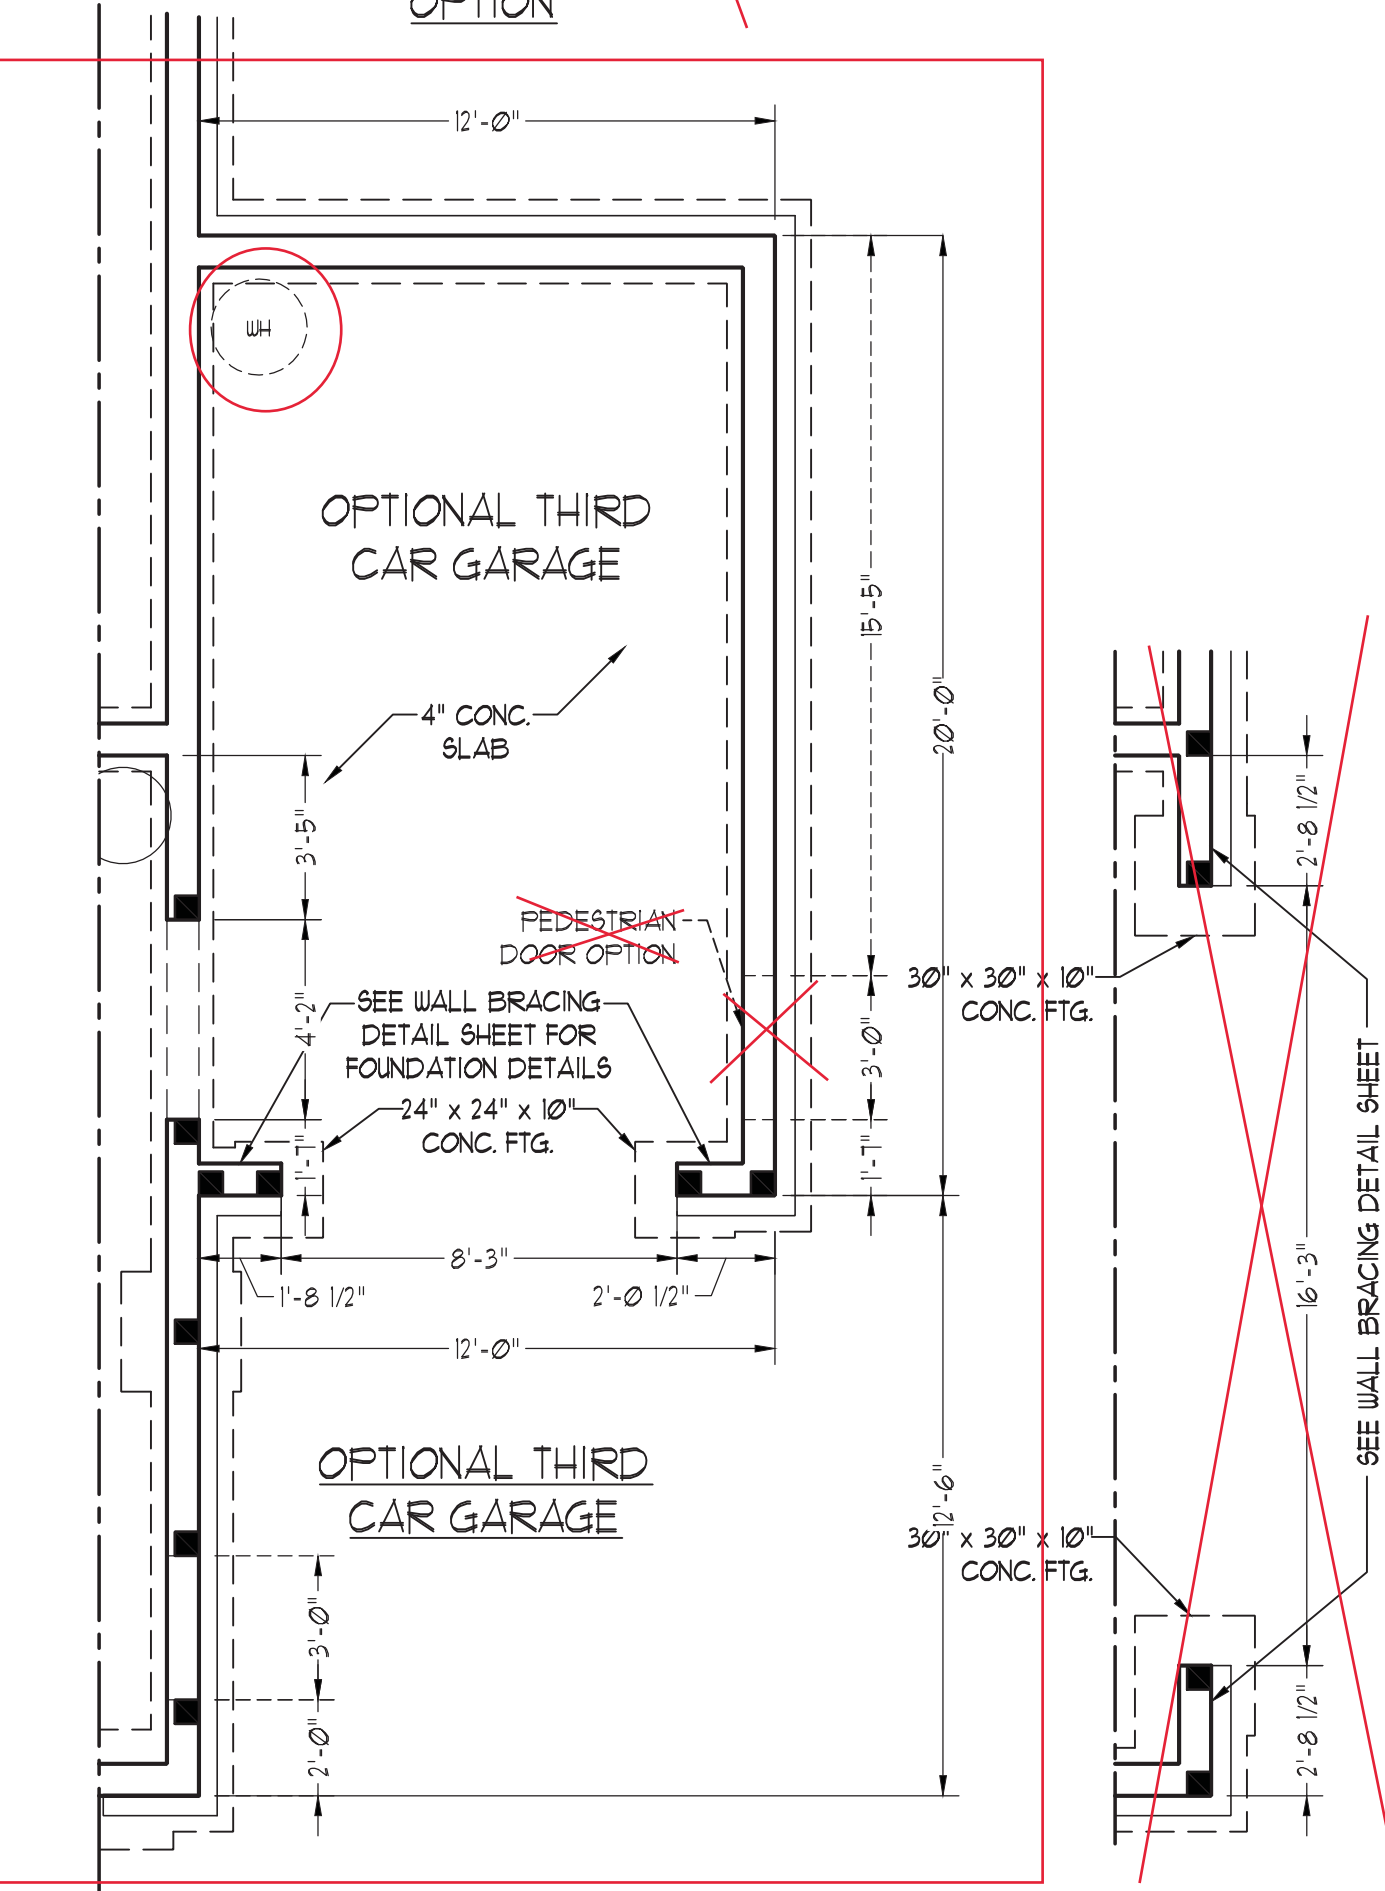 OPTION
12'-0"
WH
OPTIONAL THIRD
CAR GARAGE
15'-5"
20'-0"
4" CONC.
SLAB
3'-5"
2'-8 1/2"
PEDESTRIAN
DOOR OPTION
30" x 30" x 10"
CONC. FTG.
4'-2"
SEE WALL BRACING
DETAIL SHEET FOR
FOUNDATION DETAILS
3'-0"
24" x 24" x 10"
CONC. FTG.
1'-7"
1'-7"
8'-3"
1'-8 1/2"
2'-0 1/2"
12'-0"
16'-3"
SEE WALL BRACING DETAIL SHEET
OPTIONAL THIRD
CAR GARAGE
12'-6"
30" x 30" x 10"
CONC. FTG.
3'-0"
2'-0"
2'-8 1/2"